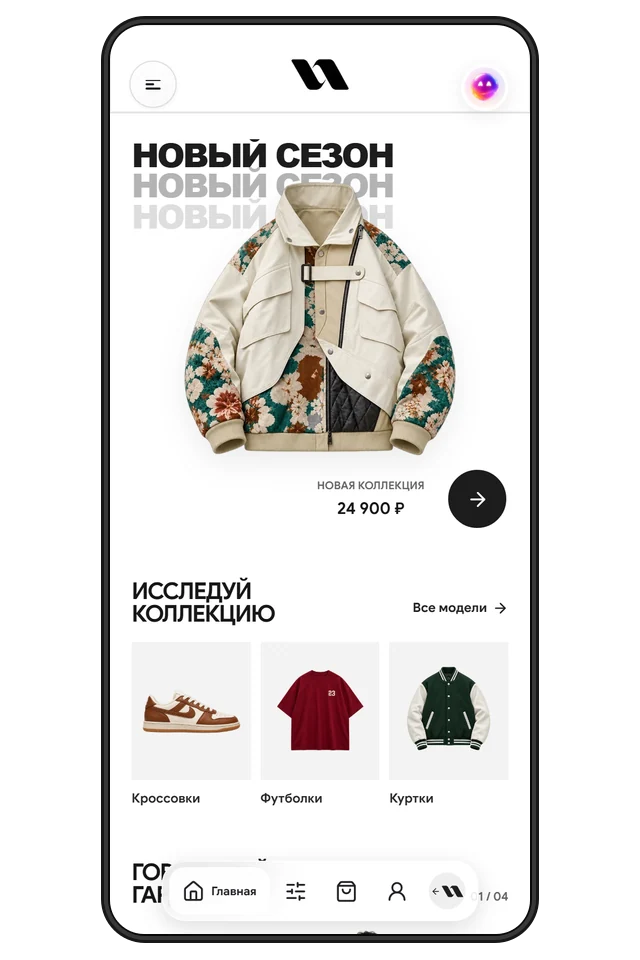 НОВЫЙ СЕЗОН
НОВЫЙ СЕЗОН
НОВЫЙ
НОВАЯ КОЛЛЕКЦИЯ
24 900 ₽
ИССЛЕДУЙ
КОЛЛЕКЦИЮ
Все модели
23
Кроссовки
Футболки
Куртки
Главная
01 / 04